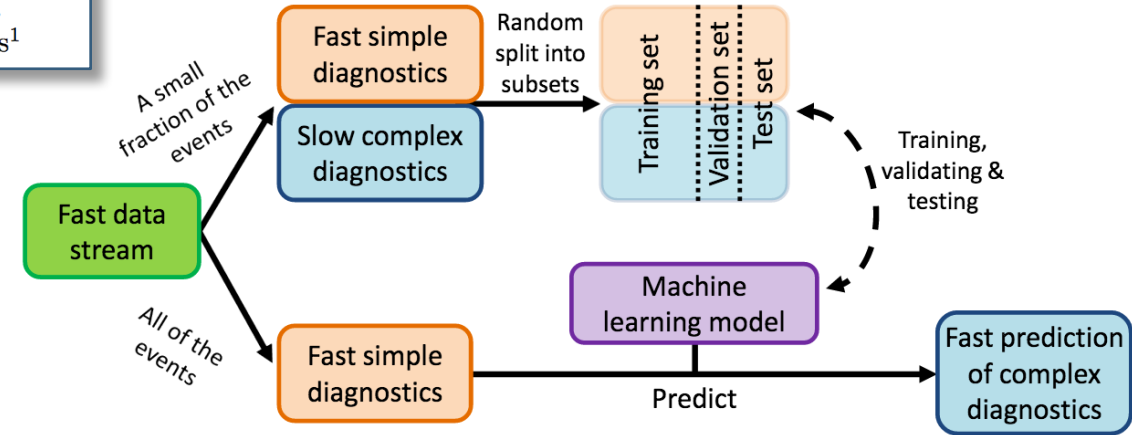 s¹
Fast simple
diagnostics
Slow complex
diagnostics
A small
fraction of the
events
Random
split into
subsets
Training set
Validation set
Test set
Training,
validating &
testing
Fast data
stream
All of the
events
Fast simple
diagnostics
Machine
learning model
Predict
Fast prediction
of complex
diagnostics